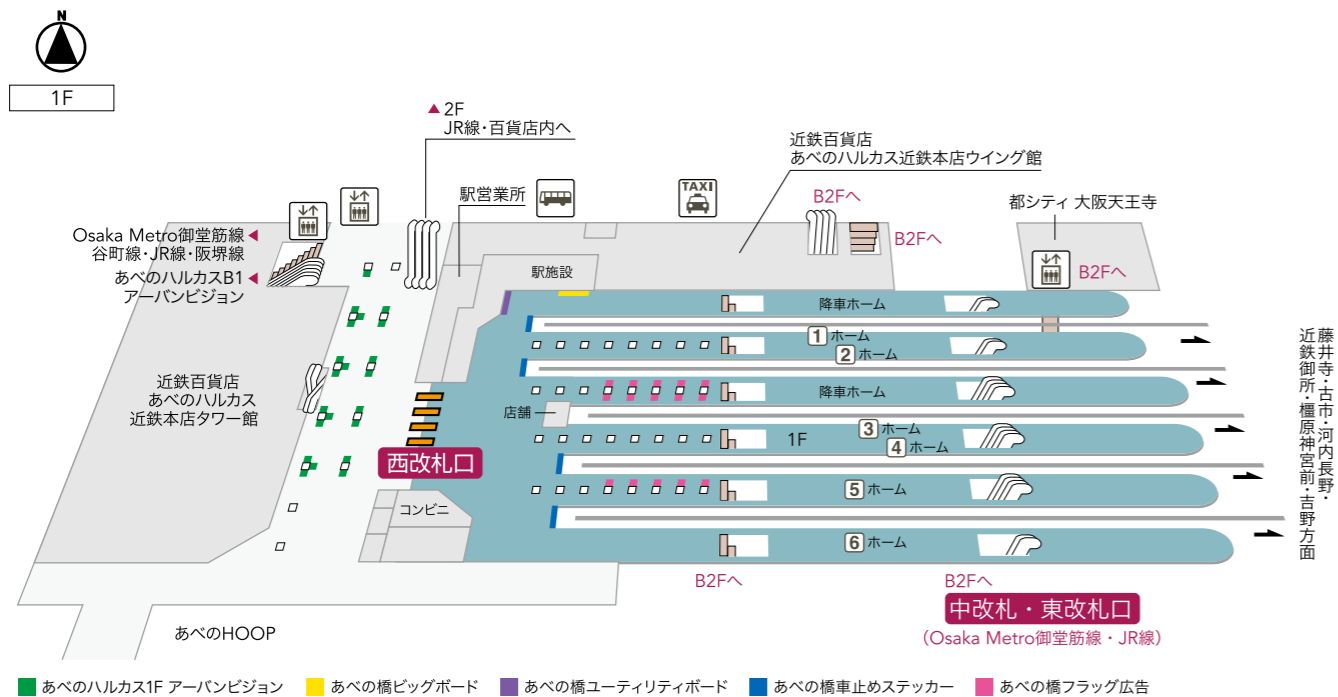 N
1F
▲2F
JR線・百貨店内へ
近鉄百貨店
あべのハルカス近鉄本店ウイング館
駅営業所
TAXI
B2Fへ
B2Fへ
都シティ 大阪天王寺
B2Fへ
Osaka Metro御堂筋線◀
谷町線・JR線・阪堺線
あべのハルカスB1◀
アーバンビジョン
駅施設
降車ホーム
1ホーム
2ホーム
降車ホーム
店舗
1F
3ホーム
4ホーム
5ホーム
6ホーム
近鉄百貨店
あべのハルカス
近鉄本店タワー館
西改札口
コンビニ
藤井寺・古市・河内長野・
近鉄御所・橿原神宮前・吉野方面
B2Fへ
B2Fへ
中改札・東改札口
(Osaka Metro御堂筋線・JR線)
あべのHOOP
あべのハルカス1F アーバンビジョン
あべの橋ビッグボード
あべの橋ユーティリティボード
あべの橋車止めステッカー
あべの橋フラッグ広告